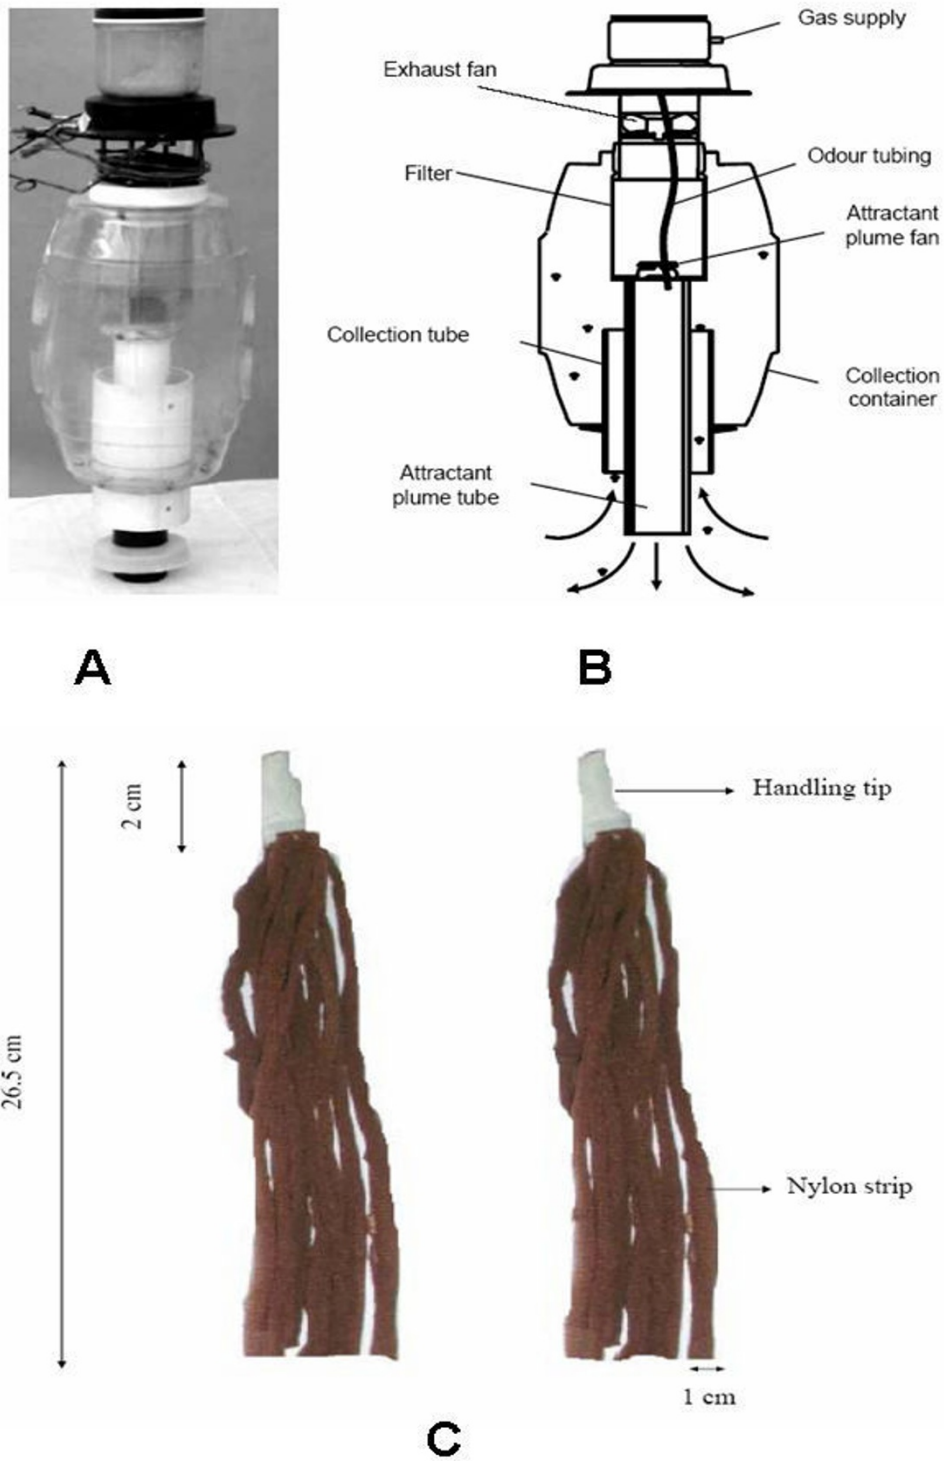 Gas supply
Exhaust fan
Odour tubing
Filter
Attractant
plume fan
Collection tube
Collection
container
Attractant
plume tube
A
B
2 cm
Handling tip
26.5 cm
Nylon strip
1 cm
C